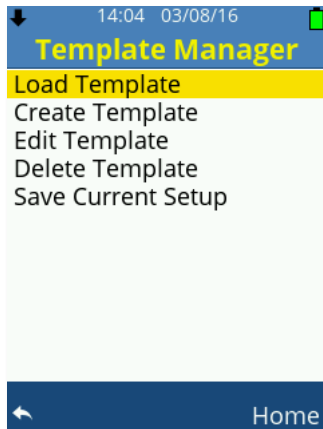 14:04 03/08/16
Template Manager
Load Template
Create Template
Edit Template
Delete Template
Save Current Setup
Home